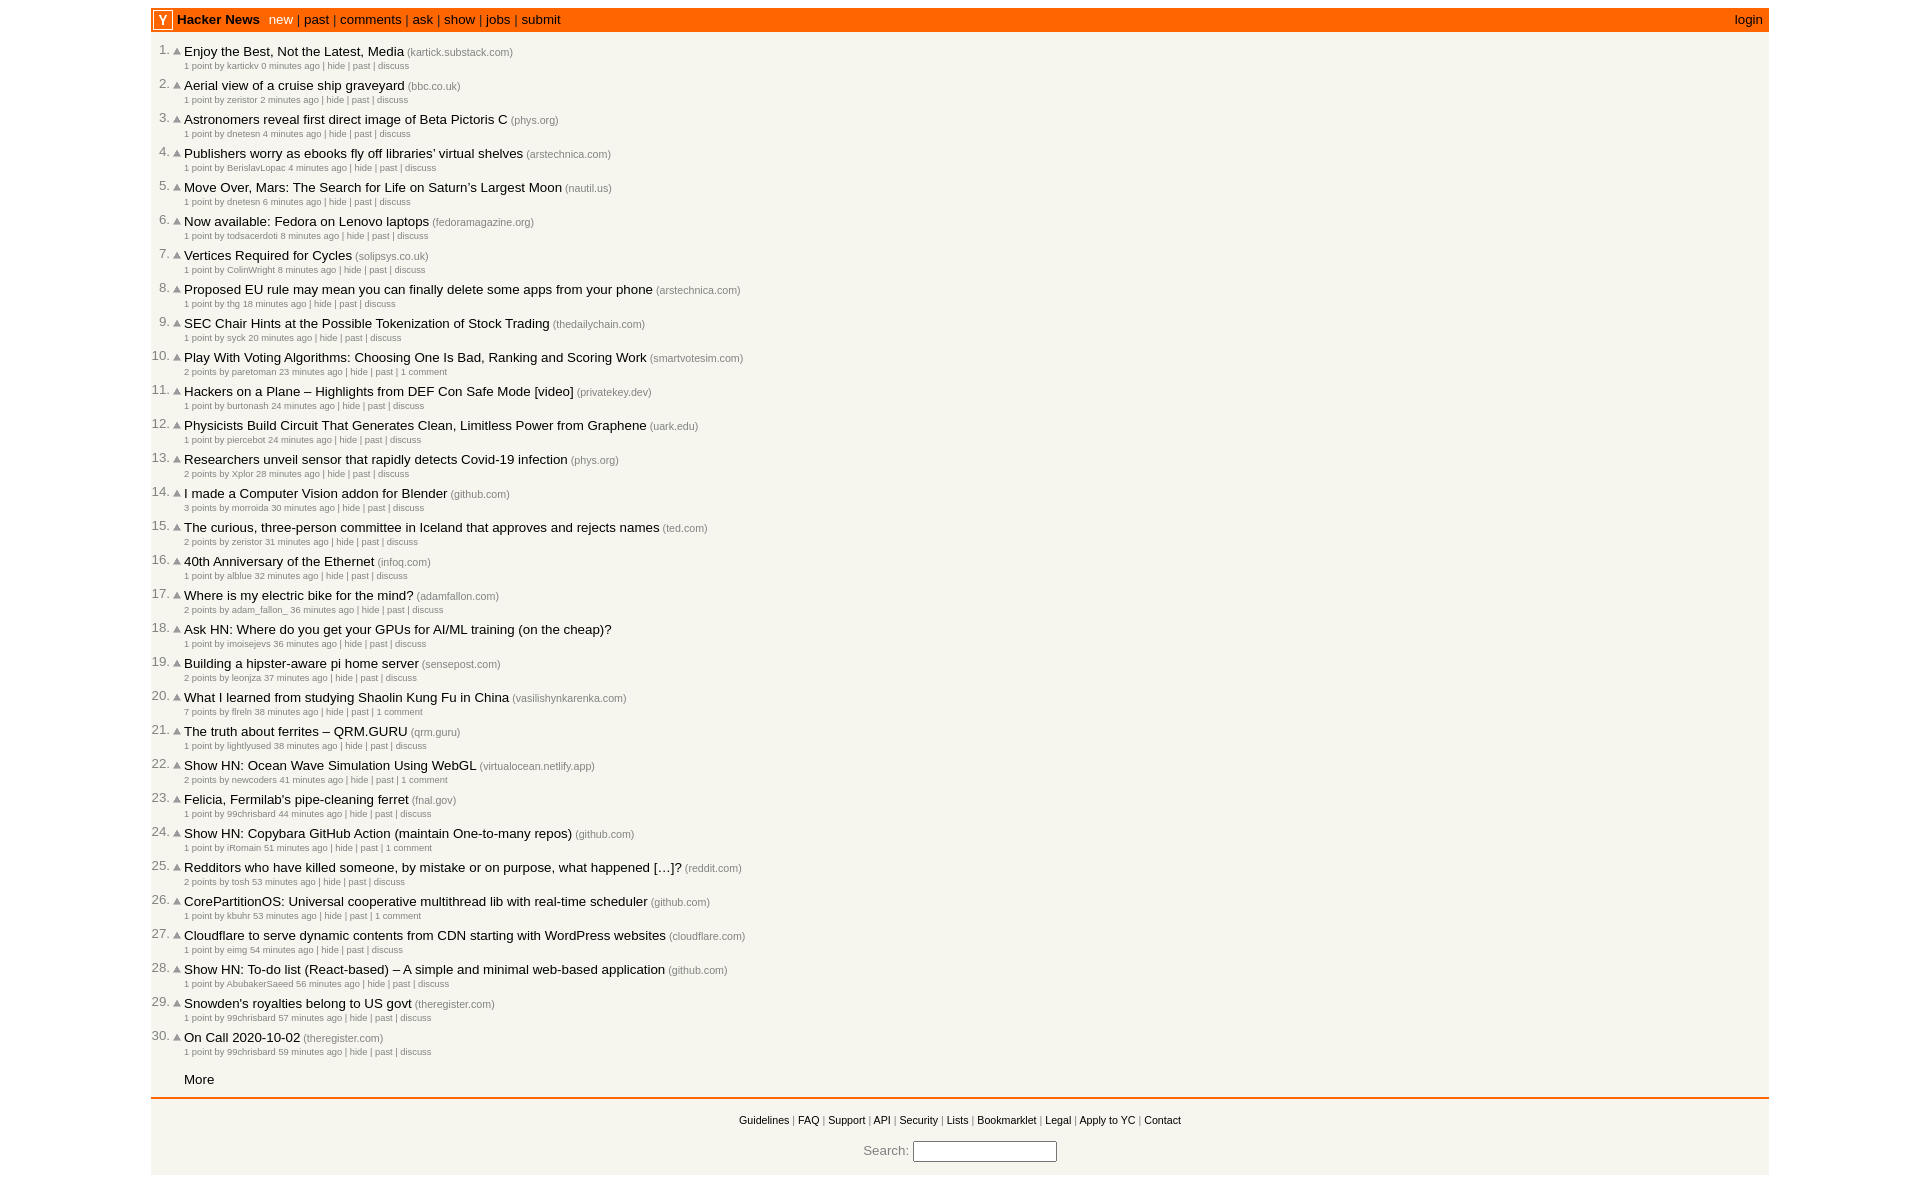 Y Hacker News new | past | comments | ask | show | jobs | submit login
1. Enjoy the Best, Not the Latest, Media (kartick.substack.com)
1 point by kartickv 0 minutes ago | hide | past | discuss
2. Aerial view of a cruise ship graveyard (bbc.co.uk)
1 point by zeristor 2 minutes ago | hide | past | discuss
3. Astronomers reveal first direct image of Beta Pictoris C (phys.org)
1 point by dnetesn 4 minutes ago | hide | past | discuss
4. Publishers worry as ebooks fly off libraries’ virtual shelves (arstechnica.com)
1 point by BerislavLopac 4 minutes ago | hide | past | discuss
5. Move Over, Mars: The Search for Life on Saturn’s Largest Moon (nautil.us)
1 point by dnetesn 6 minutes ago | hide | past | discuss
6. Now available: Fedora on Lenovo laptops (fedoramagazine.org)
1 point by todsacerdoti 8 minutes ago | hide | past | discuss
7. Vertices Required for Cycles (solipsys.co.uk)
1 point by ColinWright 8 minutes ago | hide | past | discuss
8. Proposed EU rule may mean you can finally delete some apps from your phone (arstechnica.com)
1 point by thg 18 minutes ago | hide | past | discuss
9. SEC Chair Hints at the Possible Tokenization of Stock Trading (thedailychain.com)
1 point by syck 20 minutes ago | hide | past | discuss
10. Play With Voting Algorithms: Choosing One Is Bad, Ranking and Scoring Work (smartvotesim.com)
2 points by paretoman 23 minutes ago | hide | past | 1 comment
11. Hackers on a Plane – Highlights from DEF Con Safe Mode [video] (privatekey.dev)
1 point by burtonash 24 minutes ago | hide | past | discuss
12. Physicists Build Circuit That Generates Clean, Limitless Power from Graphene (uark.edu)
1 point by piercebot 24 minutes ago | hide | past | discuss
13. Researchers unveil sensor that rapidly detects Covid-19 infection (phys.org)
2 points by Xplor 28 minutes ago | hide | past | discuss
14. I made a Computer Vision addon for Blender (github.com)
3 points by morroida 30 minutes ago | hide | past | discuss
15. The curious, three-person committee in Iceland that approves and rejects names (ted.com)
2 points by zeristor 31 minutes ago | hide | past | discuss
16. 40th Anniversary of the Ethernet (infoq.com)
1 point by alblue 32 minutes ago | hide | past | discuss
17. Where is my electric bike for the mind? (adamfallon.com)
2 points by adam_fallon_ 36 minutes ago | hide | past | discuss
18. Ask HN: Where do you get your GPUs for AI/ML training (on the cheap)?
1 point by imoisejevs 36 minutes ago | hide | past | discuss
19. Building a hipster-aware pi home server (sensepost.com)
2 points by leonjza 37 minutes ago | hide | past | discuss
20. What I learned from studying Shaolin Kung Fu in China (vasilishynkarenka.com)
7 points by flreln 38 minutes ago | hide | past | 1 comment
21. The truth about ferrites – QRM.GURU (qrm.guru)
1 point by lightlyused 38 minutes ago | hide | past | discuss
22. Show HN: Ocean Wave Simulation Using WebGL (virtualocean.netlify.app)
2 points by newcoders 41 minutes ago | hide | past | 1 comment
23. Felicia, Fermilab's pipe-cleaning ferret (fnal.gov)
1 point by 99chrisbard 44 minutes ago | hide | past | discuss
24. Show HN: Copybara GitHub Action (maintain One-to-many repos) (github.com)
1 point by iRomain 51 minutes ago | hide | past | 1 comment
25. Redditors who have killed someone, by mistake or on purpose, what happened […]? (reddit.com)
2 points by tosh 53 minutes ago | hide | past | discuss
26. CorePartitionOS: Universal cooperative multithread lib with real-time scheduler (github.com)
1 point by kbuhr 53 minutes ago | hide | past | 1 comment
27. Cloudflare to serve dynamic contents from CDN starting with WordPress websites (cloudflare.com)
1 point by eimg 54 minutes ago | hide | past | discuss
28. Show HN: To-do list (React-based) – A simple and minimal web-based application (github.com)
1 point by AbubakerSaeed 56 minutes ago | hide | past | discuss
29. Snowden's royalties belong to US govt (theregister.com)
1 point by 99chrisbard 57 minutes ago | hide | past | discuss
30. On Call 2020-10-02 (theregister.com)
1 point by 99chrisbard 59 minutes ago | hide | past | discuss
More
Guidelines | FAQ | Support | API | Security | Lists | Bookmarklet | Legal | Apply to YC | Contact
Search: